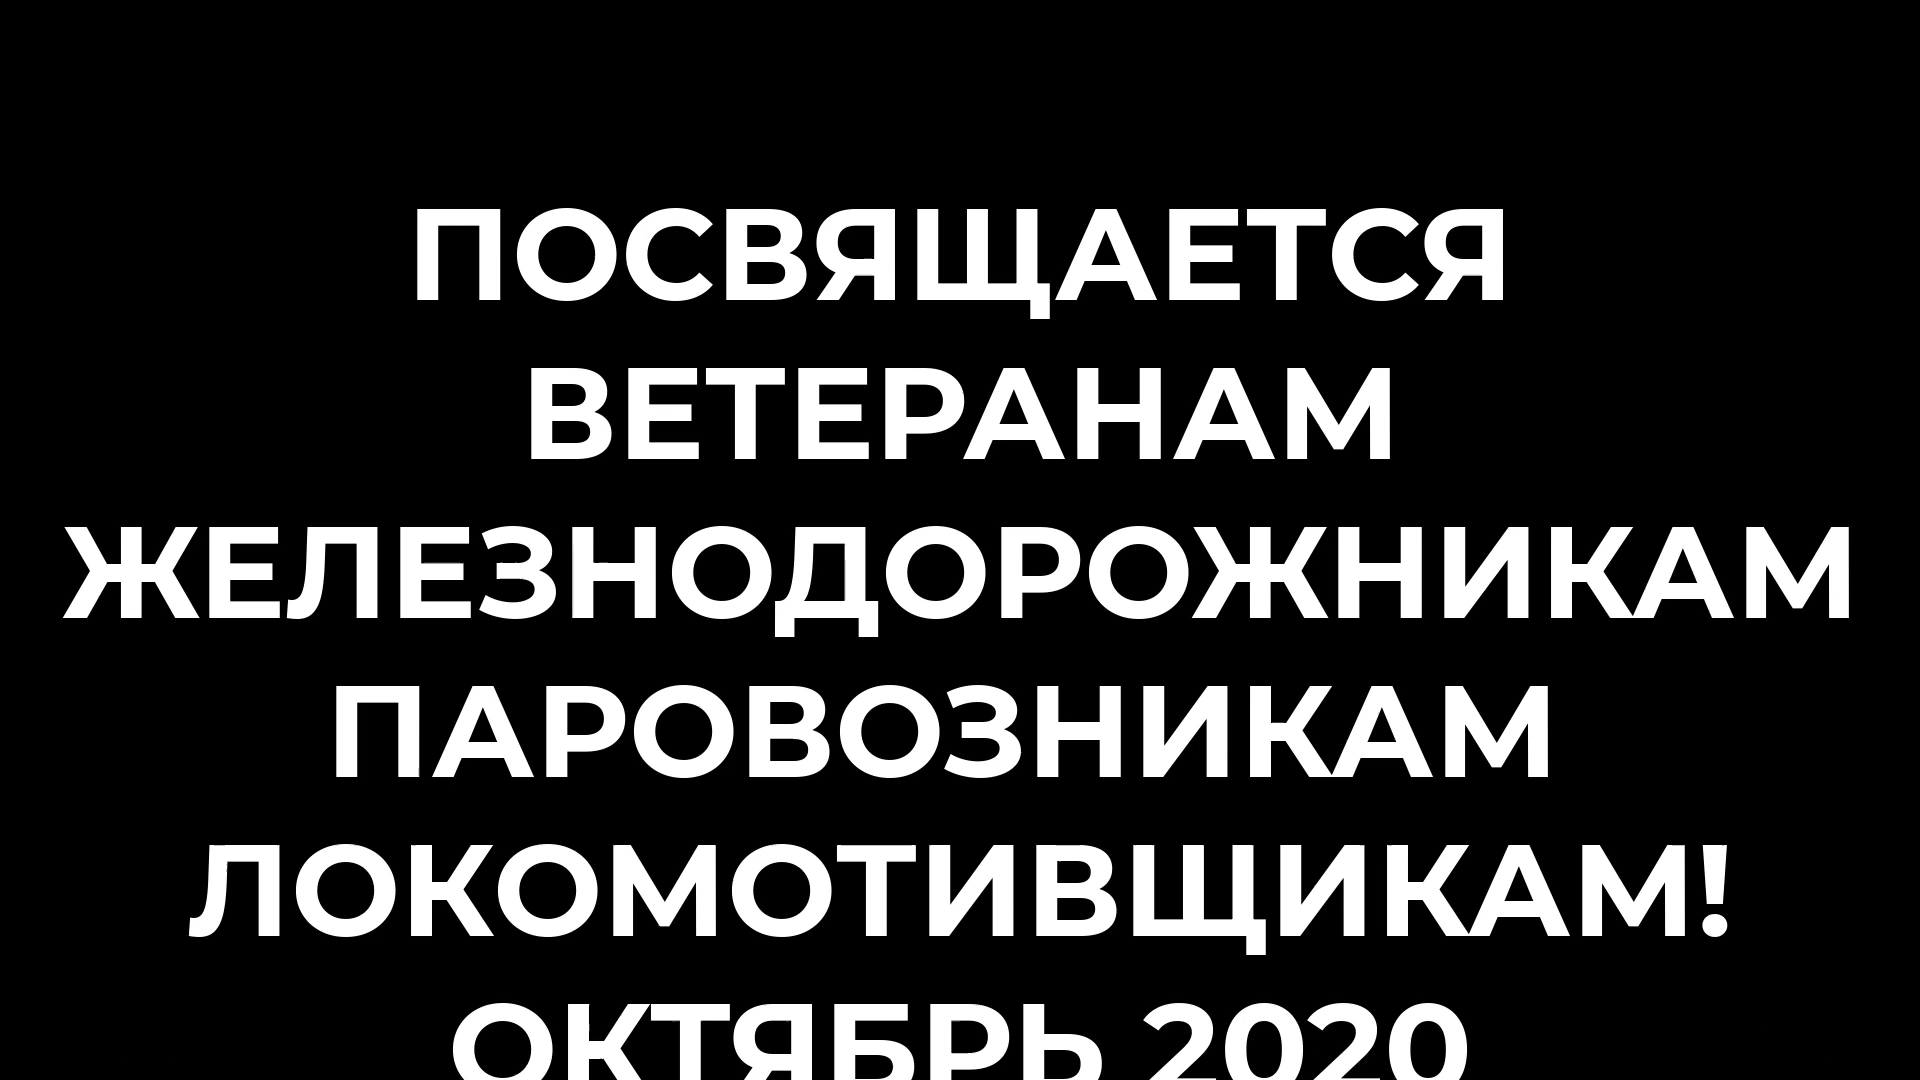 ПОСВЯЩАЕТСЯ
ВЕТЕРАНАМ
ЖЕЛЕЗНОДОРОЖНИКАМ
ПАРОВОЗНИКАМ
ЛОКОМОТИВЩИКАМ!
ОКТЯБРЬ 2020